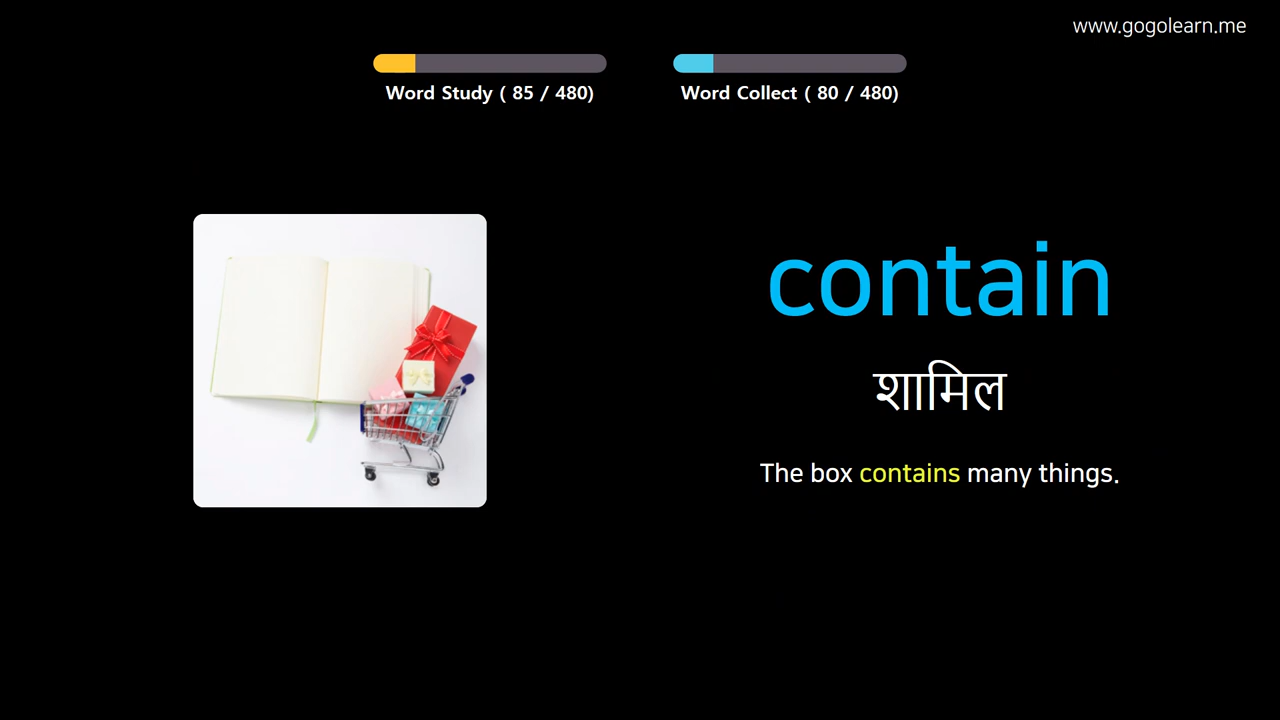 www.gogolearn.me
Word Study ( 85 / 480)
Word Collect ( 80 / 480)
contain
शामिल
The box contains many things.